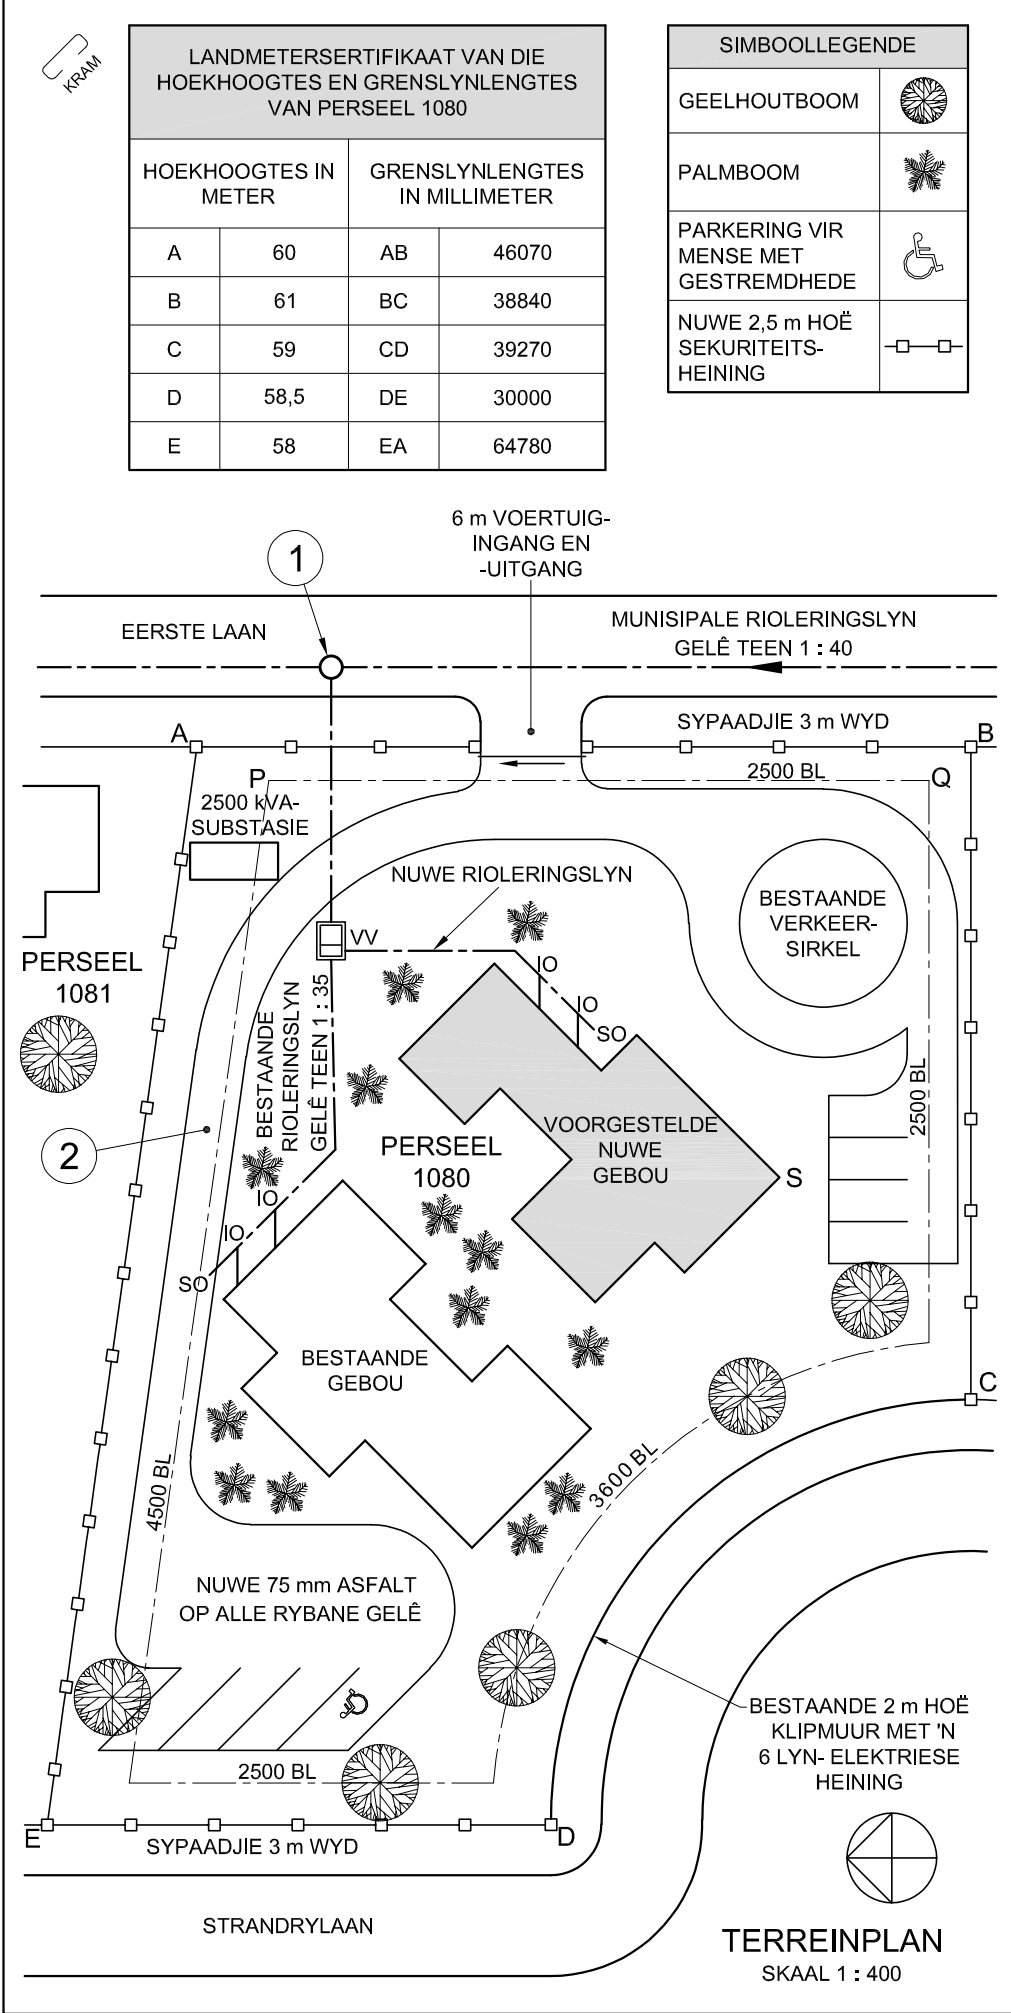 KRAM
LANDMETERSERTIFIKAAT VAN DIE
HOEKHOOGTES EN GRENSLYNLENGTES
VAN PERSEEL 1080
HOEKHOOGTES IN
METER
GRENSLYNLENGTES
IN MILLIMETER
A 60 AB 46070
B 61 BC 38840
C 59 CD 39270
D 58,5 DE 30000
E 58 EA 64780
SIMBOOLLEGENDE
GEELHOUTBOOM
PALMBOOM
PARKERING VIR
MENSE MET
GESTREMDHEDE
NUWE 2,5 m HOË
SEKURITEITS-
HEINING
6 m VOERTUIG-
INGANG EN
-UITGANG
1
EERSTE LAAN
MUNISIPALE RIOLERINGSLYN
GELÊ TEEN 1 : 40
SYPAADJIE 3 m WYD
A
B
P
2500 BL
Q
2500 kVA-
SUBSTASIE
NUWE RIOLERINGSLYN
BESTAANDE
VERKEER-
SIRKEL
VV
IO
IO
SO
PERSEEL
1081
BESTAANDE
RIOLERINGSLYN
GELÊ TEEN 1 : 35
2500 BL
2
VOORGESTELDE
NUWE
GEBOU
PERSEEL
1080
S
IO
IO
SO
BESTAANDE
GEBOU
C
4500 BL
3600 BL
NUWE 75 mm ASFALT
OP ALLE RYBANE GELÊ
BESTAANDE 2 m HOË
KLIPMUUR MET 'N
6 LYN- ELEKTRIESE
HEINING
2500 BL
E
D
SYPAADJIE 3 m WYD
STRANDRYLAAN
TERREINPLAN
SKAAL 1 : 400